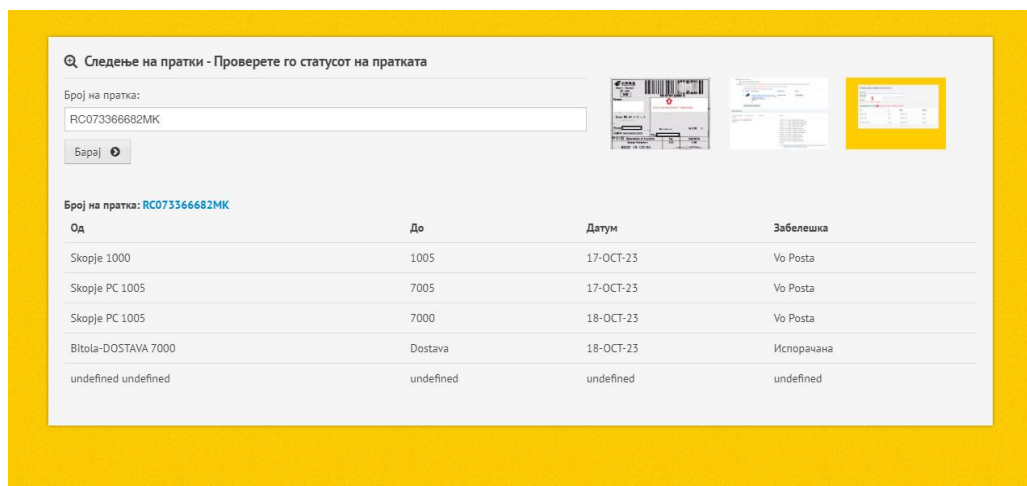 Следење на пратки - Проверете го статусот на пратката
Број на пратка:
RC073366682MK
Барај
Број на пратка: RC073366682MK
Од До Датум Забелешка
Skopje 1000 1005 17-OCT-23 Vo Posta
Skopje PC 1005 7005 17-OCT-23 Vo Posta
Skopje PC 1005 7000 18-OCT-23 Vo Posta
Bitola-DOSTAVA 7000 Dostava 18-OCT-23 Испорачана
undefined undefined undefined undefined undefined